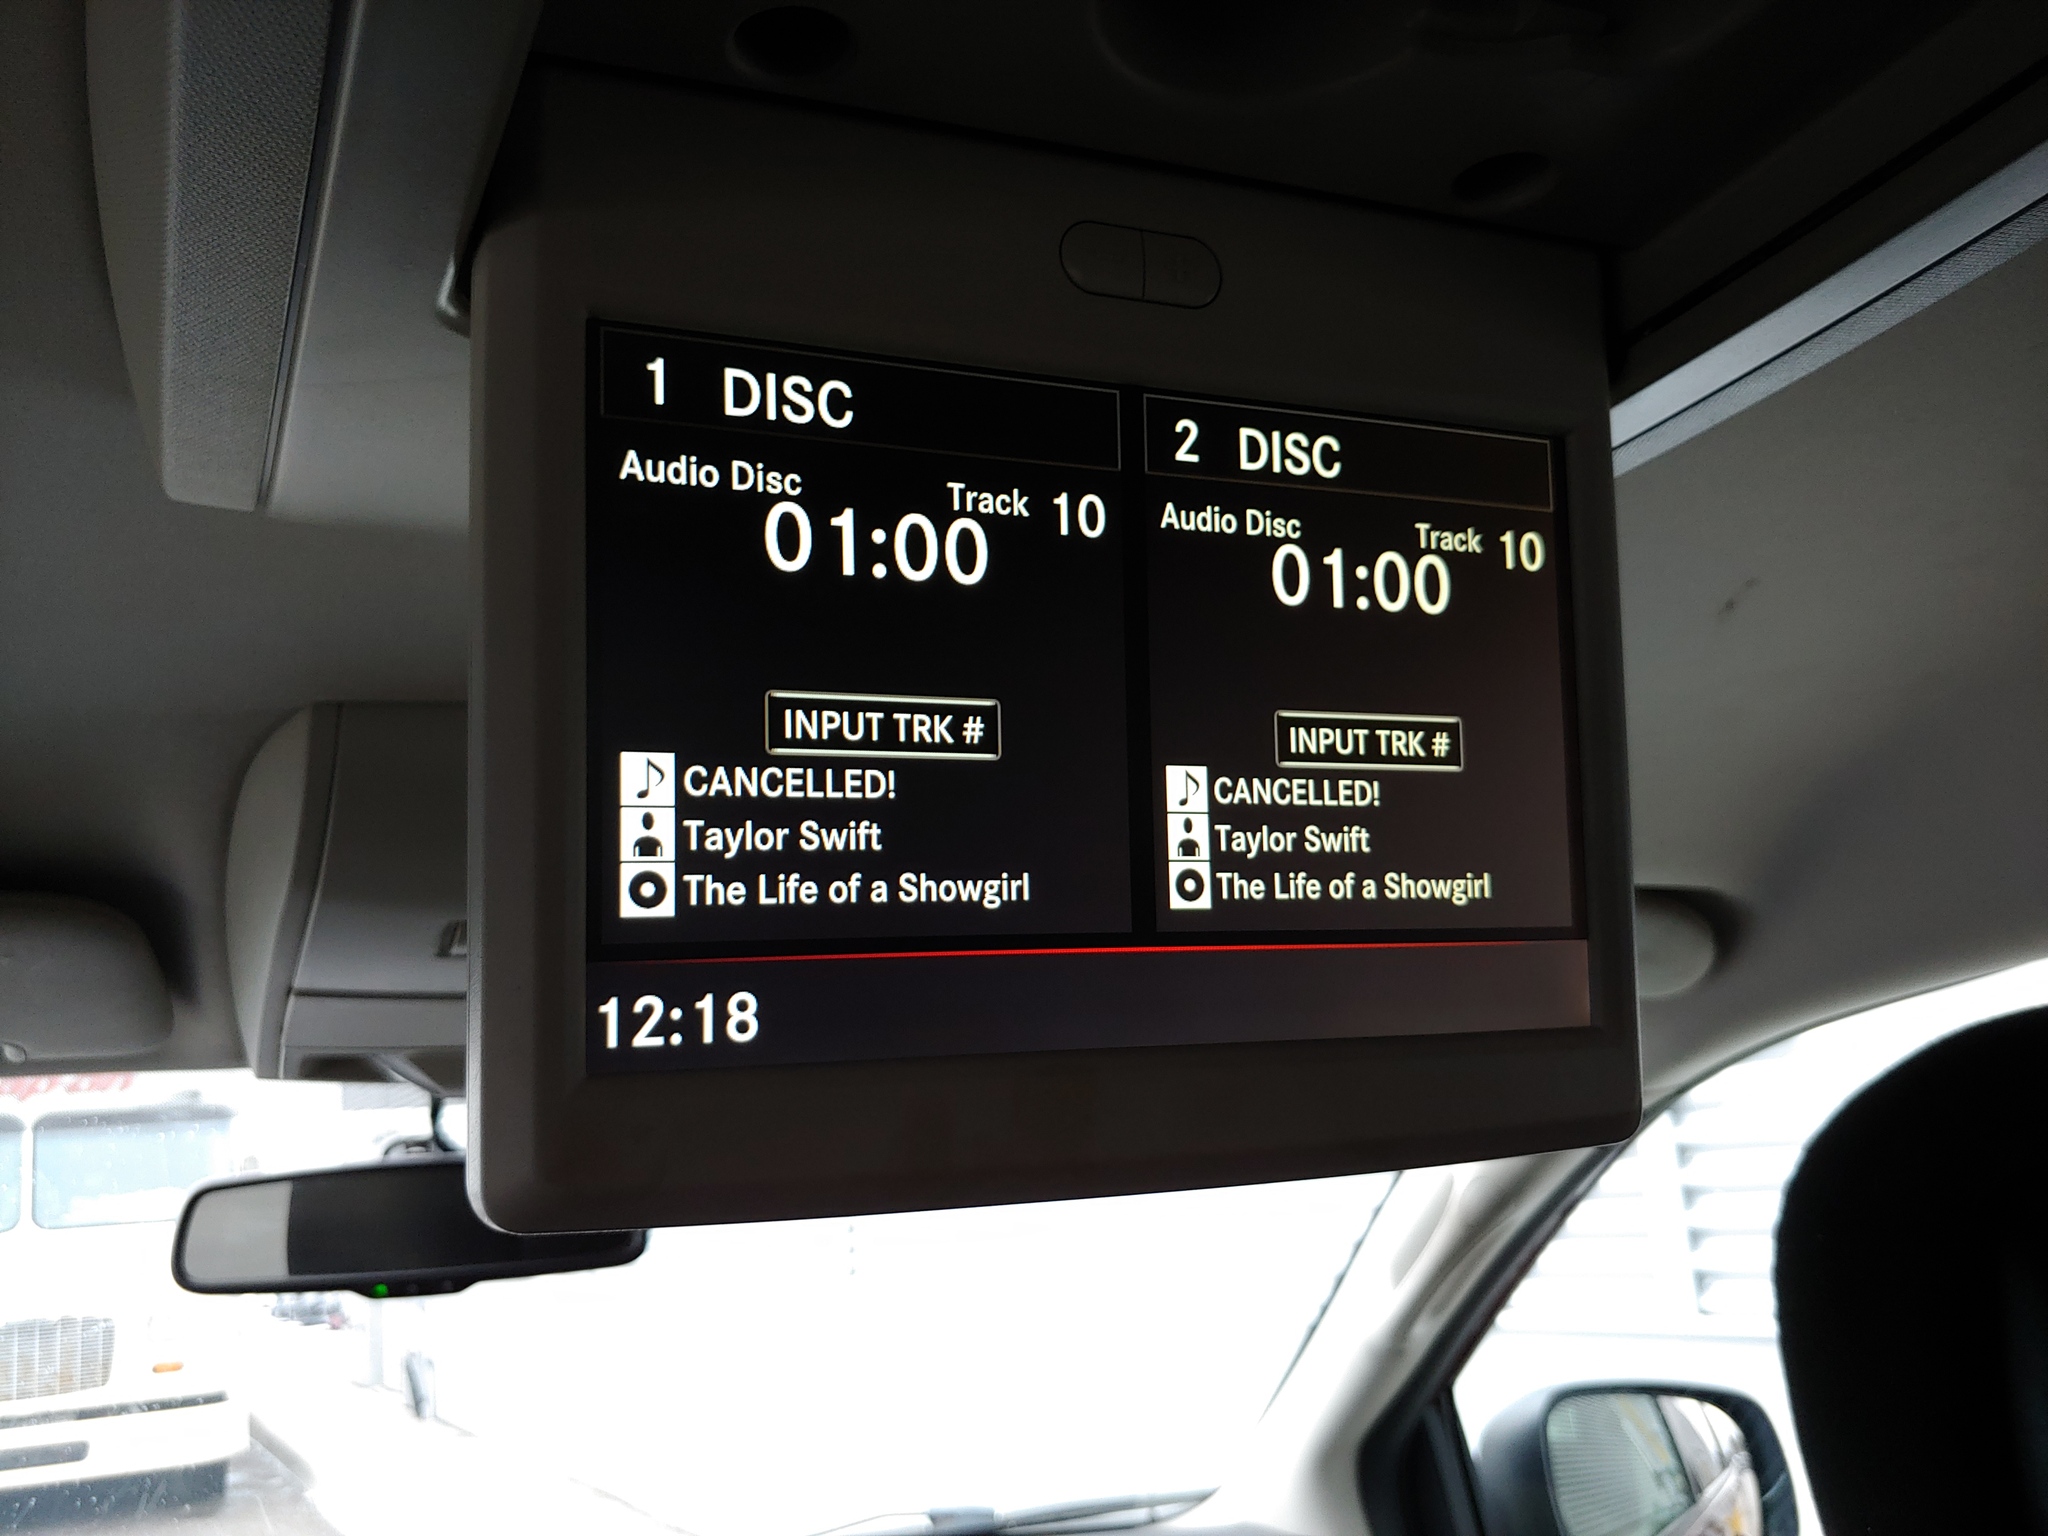 1 DISC
Audio Disc
Track 10
01:00
INPUT TRK #
CANCELLED!
Taylor Swift
The Life of a Showgirl
2 DISC
Audio Disc
Track 10
01:00
INPUT TRK #
CANCELLED!
Taylor Swift
The Life of a Showgirl
12:18